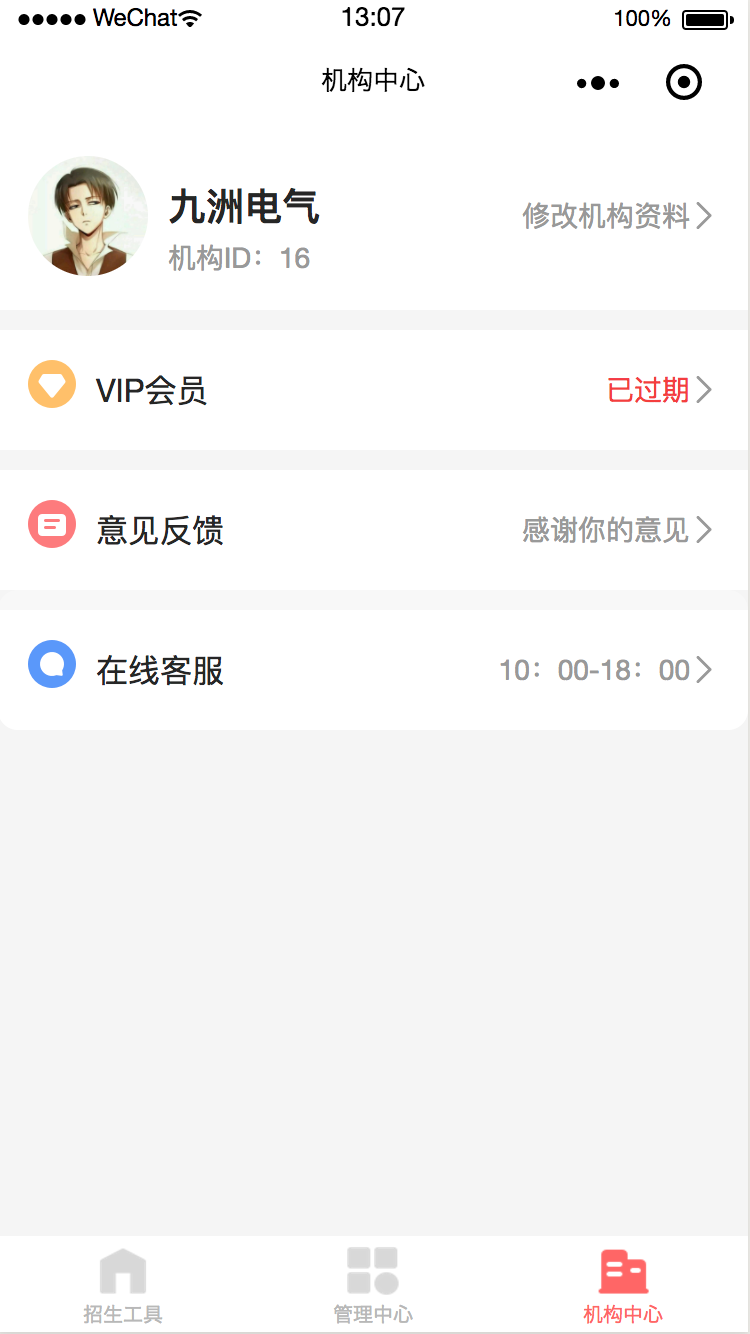 WeChat 13:07 100%
机构中心
九洲电气
机构ID：16
修改机构资料
VIP会员 已过期
意见反馈 感谢你的意见
在线客服 10：00-18：00
招生工具 管理中心 机构中心